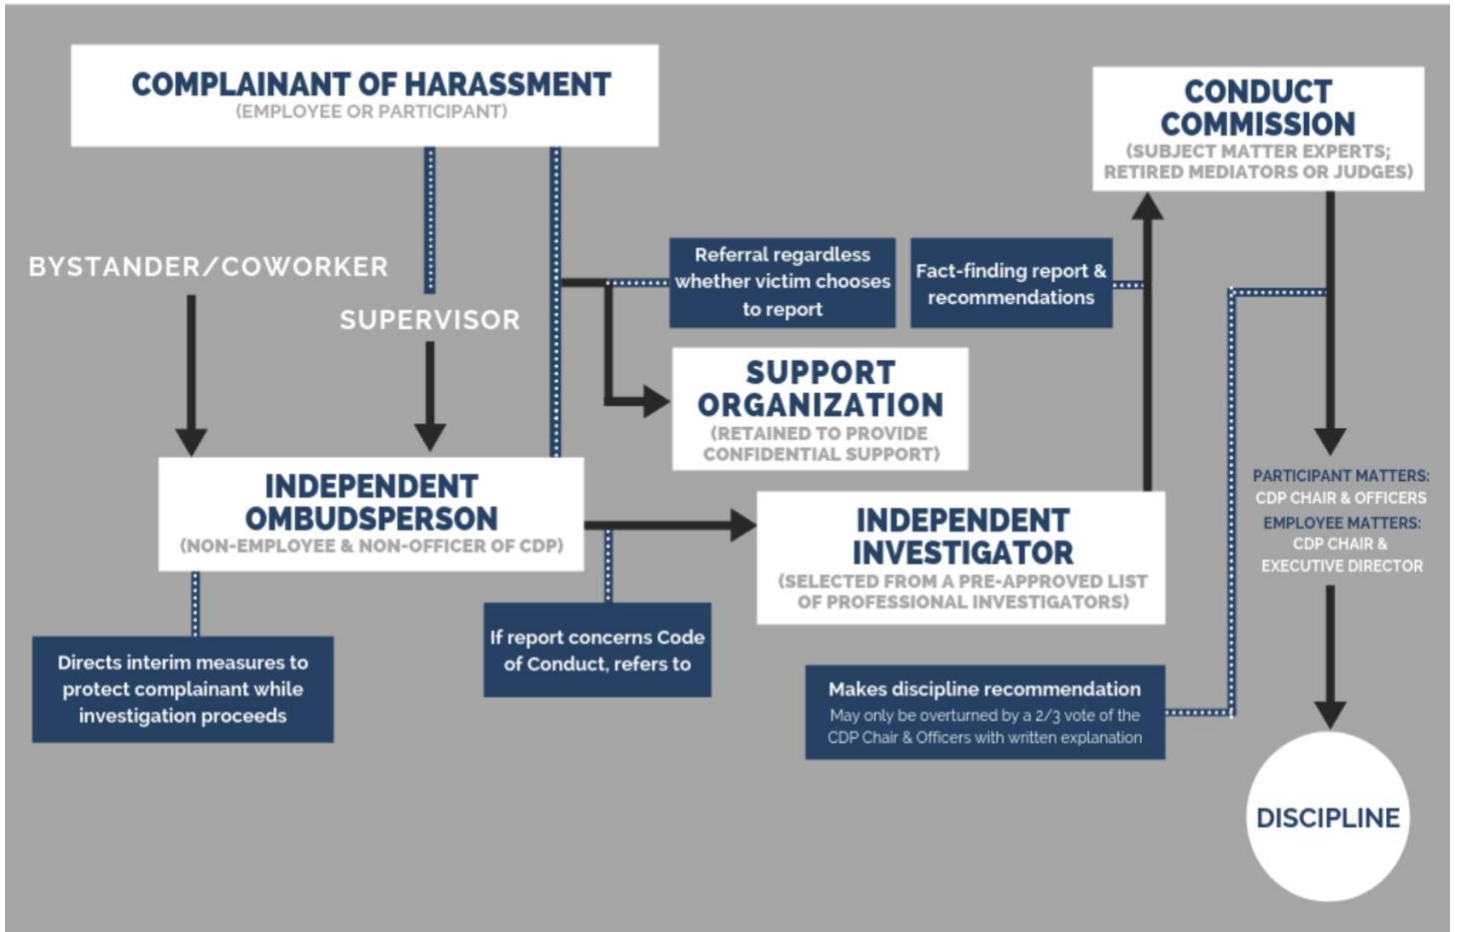 COMPLAINANT OF HARASSMENT
(EMPLOYEE OR PARTICIPANT)
CONDUCT
COMMISSION
(SUBJECT MATTER EXPERTS;
RETIRED MEDIATORS OR JUDGES)
BYSTANDER/COWORKER
SUPERVISOR
Referral regardless
whether victim chooses
to report
Fact-finding report &
recommendations
SUPPORT
ORGANIZATION
(RETAINED TO PROVIDE
CONFIDENTIAL SUPPORT)
INDEPENDENT
OMBUDSPERSON
(NON-EMPLOYEE & NON-OFFICER OF CDP)
INDEPENDENT
INVESTIGATOR
(SELECTED FROM A PRE-APPROVED LIST
OF PROFESSIONAL INVESTIGATORS)
PARTICIPANT MATTERS:
CDP CHAIR & OFFICERS
EMPLOYEE MATTERS:
CDP CHAIR &
EXECUTIVE DIRECTOR
Directs interim measures to
protect complainant while
investigation proceeds
If report concerns Code
of Conduct, refers to
Makes discipline recommendation
May only be overturned by a 2/3 vote of the
CDP Chair & Officers with written explanation
DISCIPLINE